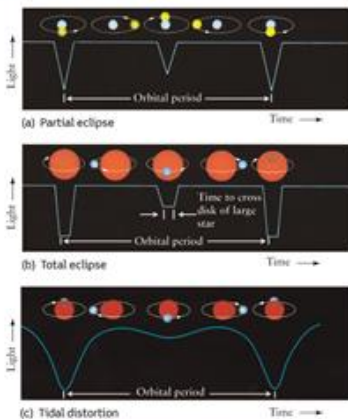 Light
Orbital period
(a) Partial eclipse
Time
Light
Time to cross
disk of large
star
Orbital period
(b) Total eclipse
Time
Light
Orbital period
(c) Tidal distortion
Time